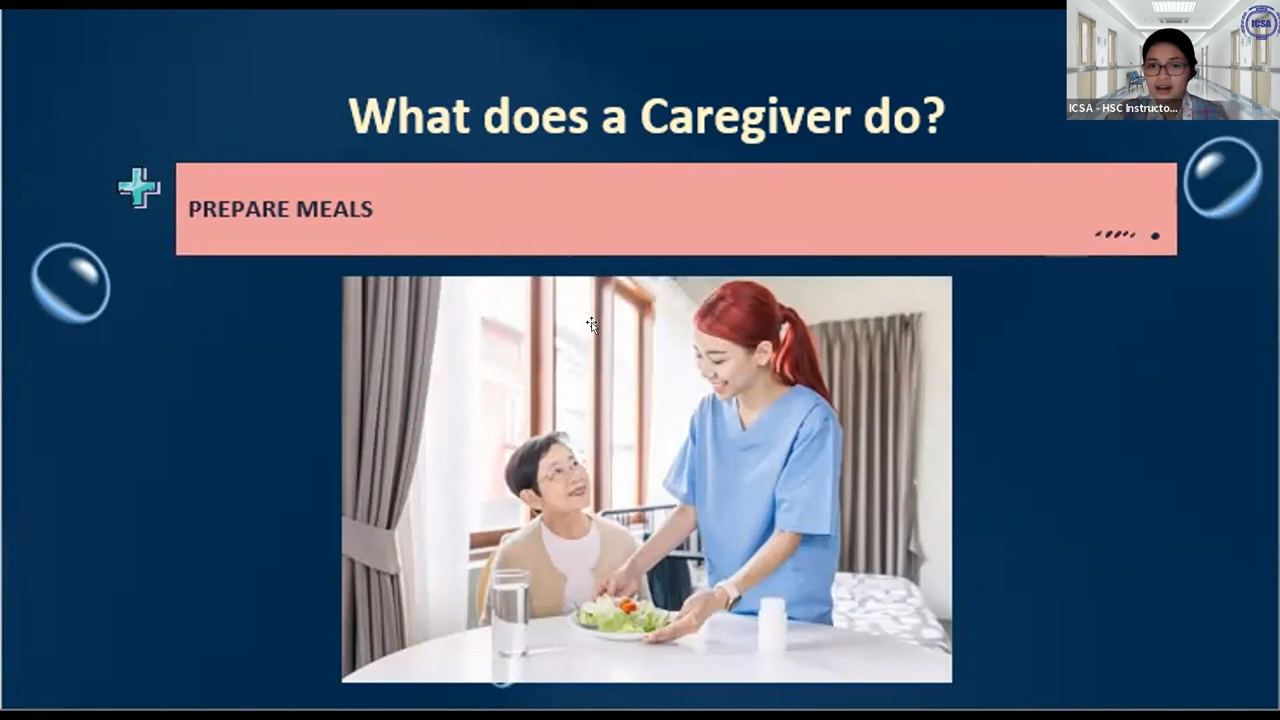 ICSA
ICSA - HSC Instructo...
What does a Caregiver do?
PREPARE MEALS